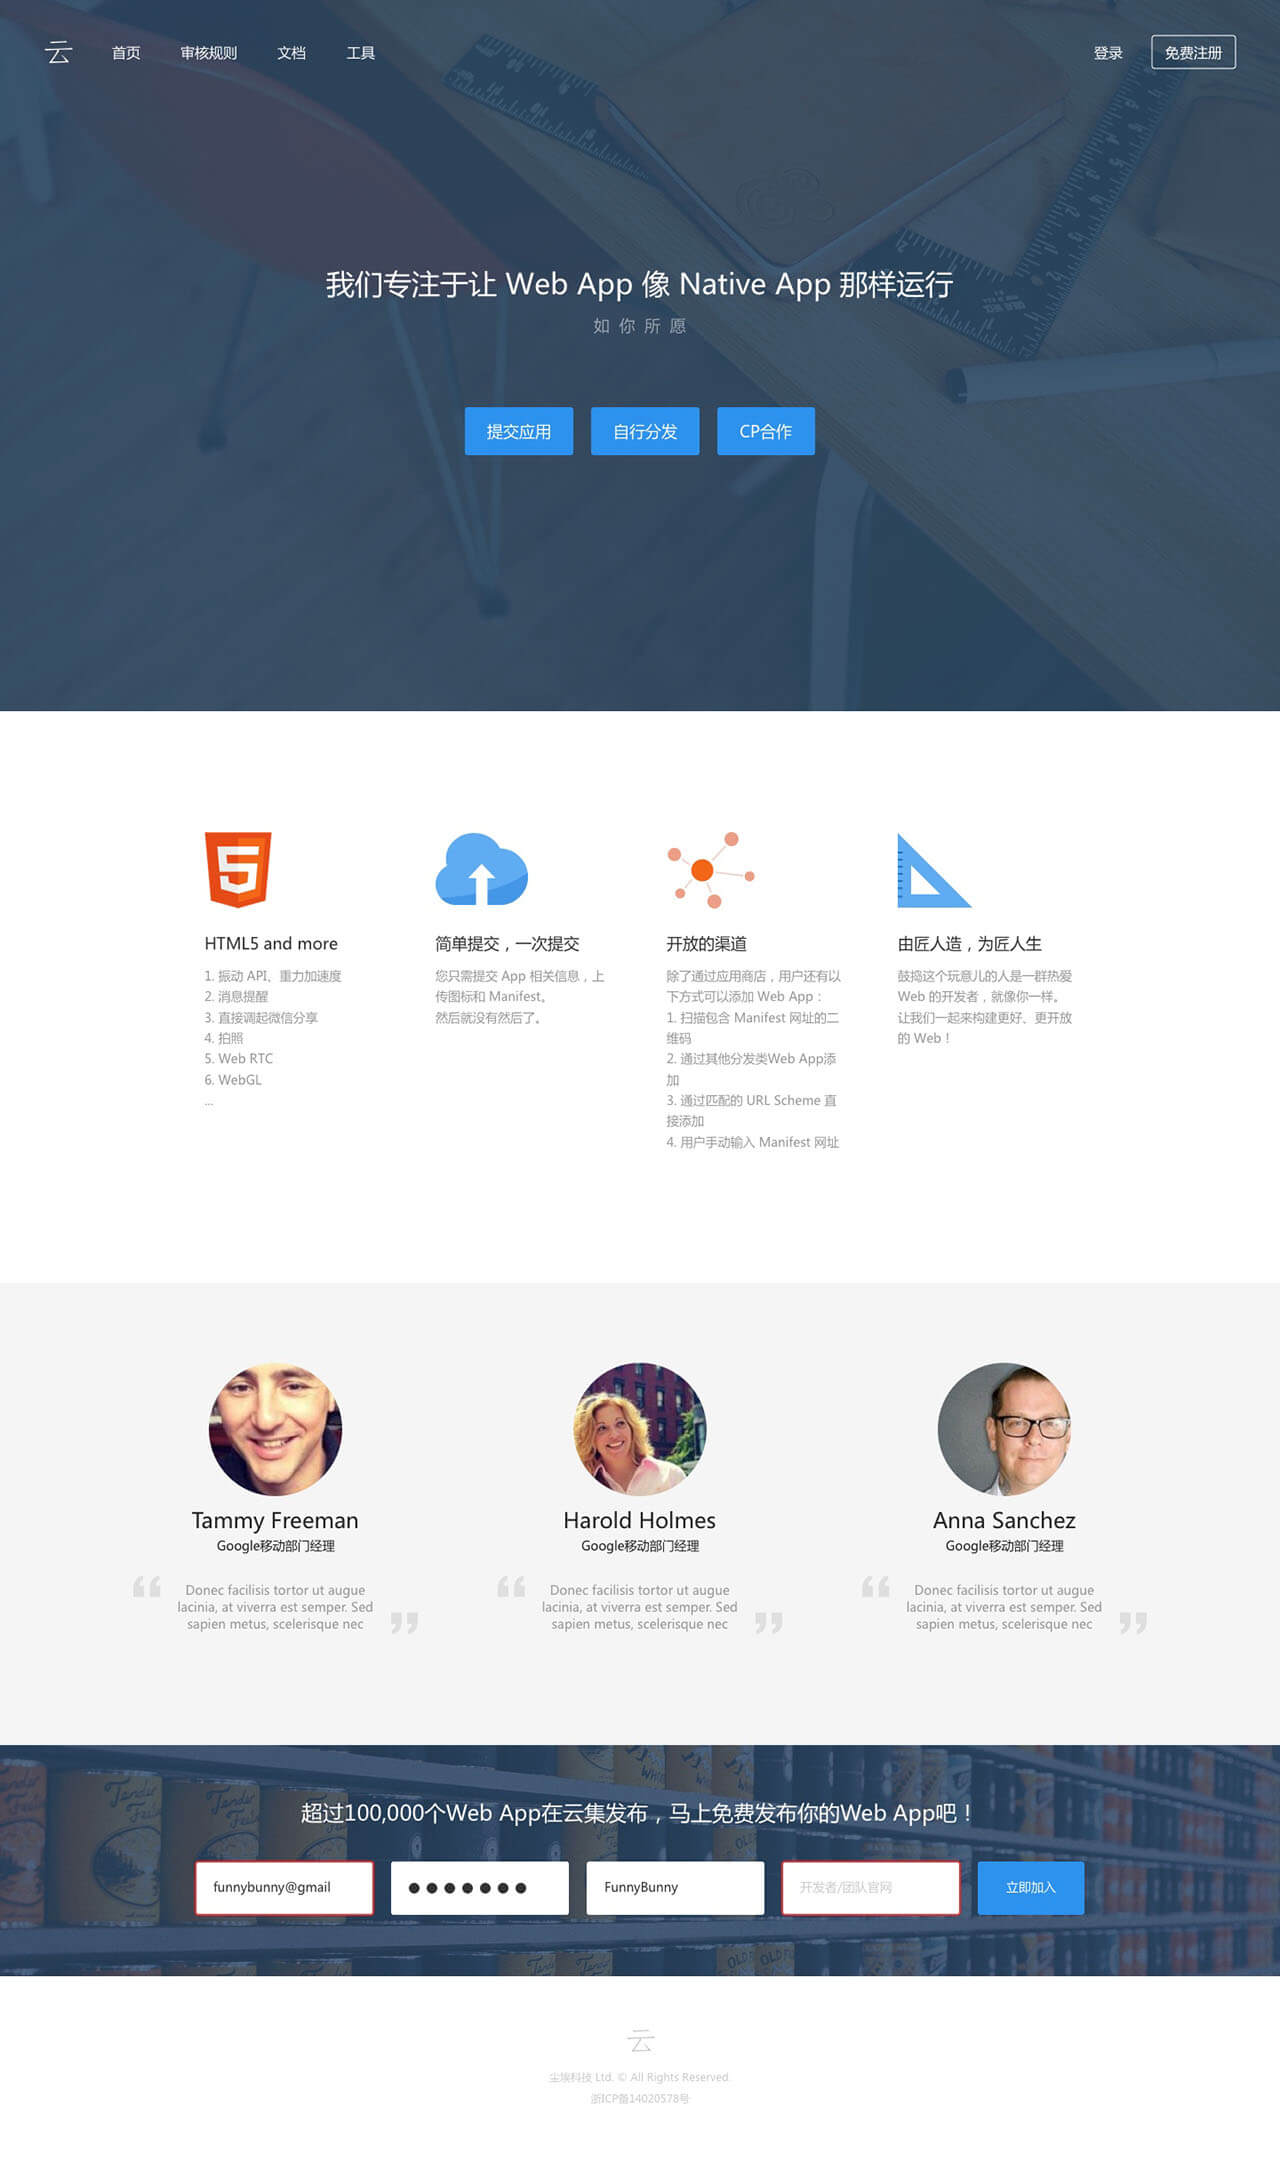 云 首页 审核规则 文档 工具 登录 免费注册
我们专注于让 Web App 像 Native App 那样运行
如你所愿
提交应用 自行分发 CP合作
HTML5 and more
1. 振动 API、重力加速度
2. 消息提醒
3. 直接调起微信分享
4. 拍照
5. Web RTC
6. WebGL
...
简单提交，一次提交
您只需提交 App 相关信息，上
传图标和 Manifest。
然后就没有然后了。
开放的渠道
除了通过应用商店，用户还有以
下方式可以添加 Web App：
1. 扫描包含 Manifest 网址的二
维码
2. 通过其他分发类Web App添
加
3. 通过匹配的 URL Scheme 直
接添加
4. 用户手动输入 Manifest 网址
由匠人造，为匠人生
鼓捣这个玩意儿的人是一群热爱
Web 的开发者，就像你一样。
让我们一起来构建更好、更开放
的 Web！
Tammy Freeman
Google移动部门经理
“ Donec facilisis tortor ut augue
lacinia, at viverra est semper. Sed
sapien metus, scelerisque nec ”
Harold Holmes
Google移动部门经理
“ Donec facilisis tortor ut augue
lacinia, at viverra est semper. Sed
sapien metus, scelerisque nec ”
Anna Sanchez
Google移动部门经理
“ Donec facilisis tortor ut augue
lacinia, at viverra est semper. Sed
sapien metus, scelerisque nec ”
超过100,000个Web App在云集发布，马上免费发布你的Web App吧！
funnybunny@gmail ●●●●●●● FunnyBunny 开发者/团队官网 立即加入
云
尘埃科技 Ltd. © All Rights Reserved.
浙ICP备14020578号